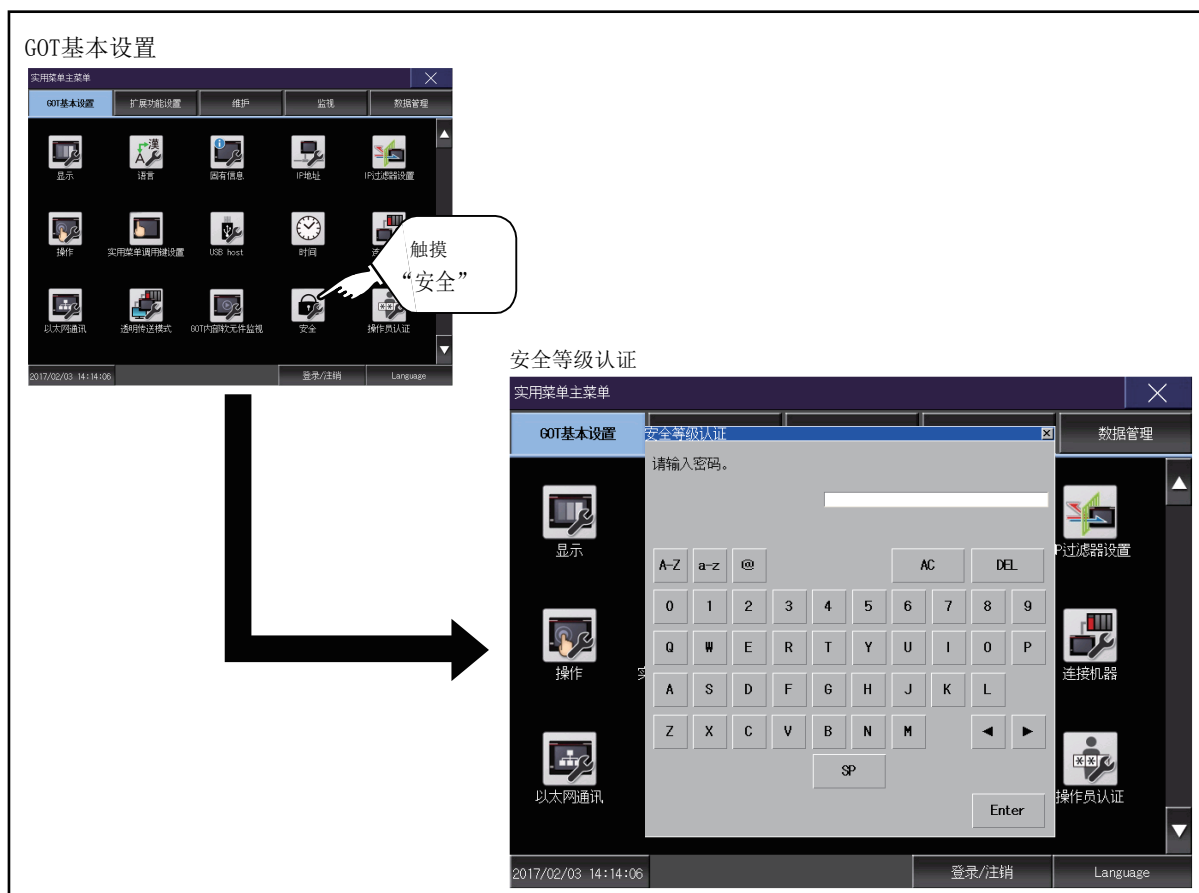 GOT基本设置
实用菜单主菜单
GOT基本设置 扩展功能设置 维护 监视 数据管理
显示 语言 固有信息 IP地址 IP过滤器设置
操作 实用菜单调用键设置 USB host 时间 连
触摸
“安全”
以太网通讯 透明传送模式 GOT内部软元件监视 安全 操作员认证
2017/02/03 14:14:06 登录/注销 Language
安全等级认证
实用菜单主菜单
GOT基本设置 数据管理
安全等级认证
请输入密码。
显示 P过滤器设置
A-Z a-z @ AC DEL
0 1 2 3 4 5 6 7 8 9
Q W E R T Y U I O P
操作 实 连接机器
A S D F G H J K L
Z X C V B N M ◄ ►
SP
以太网通讯 操作员认证
Enter
2017/02/03 14:14:06 登录/注销 Language